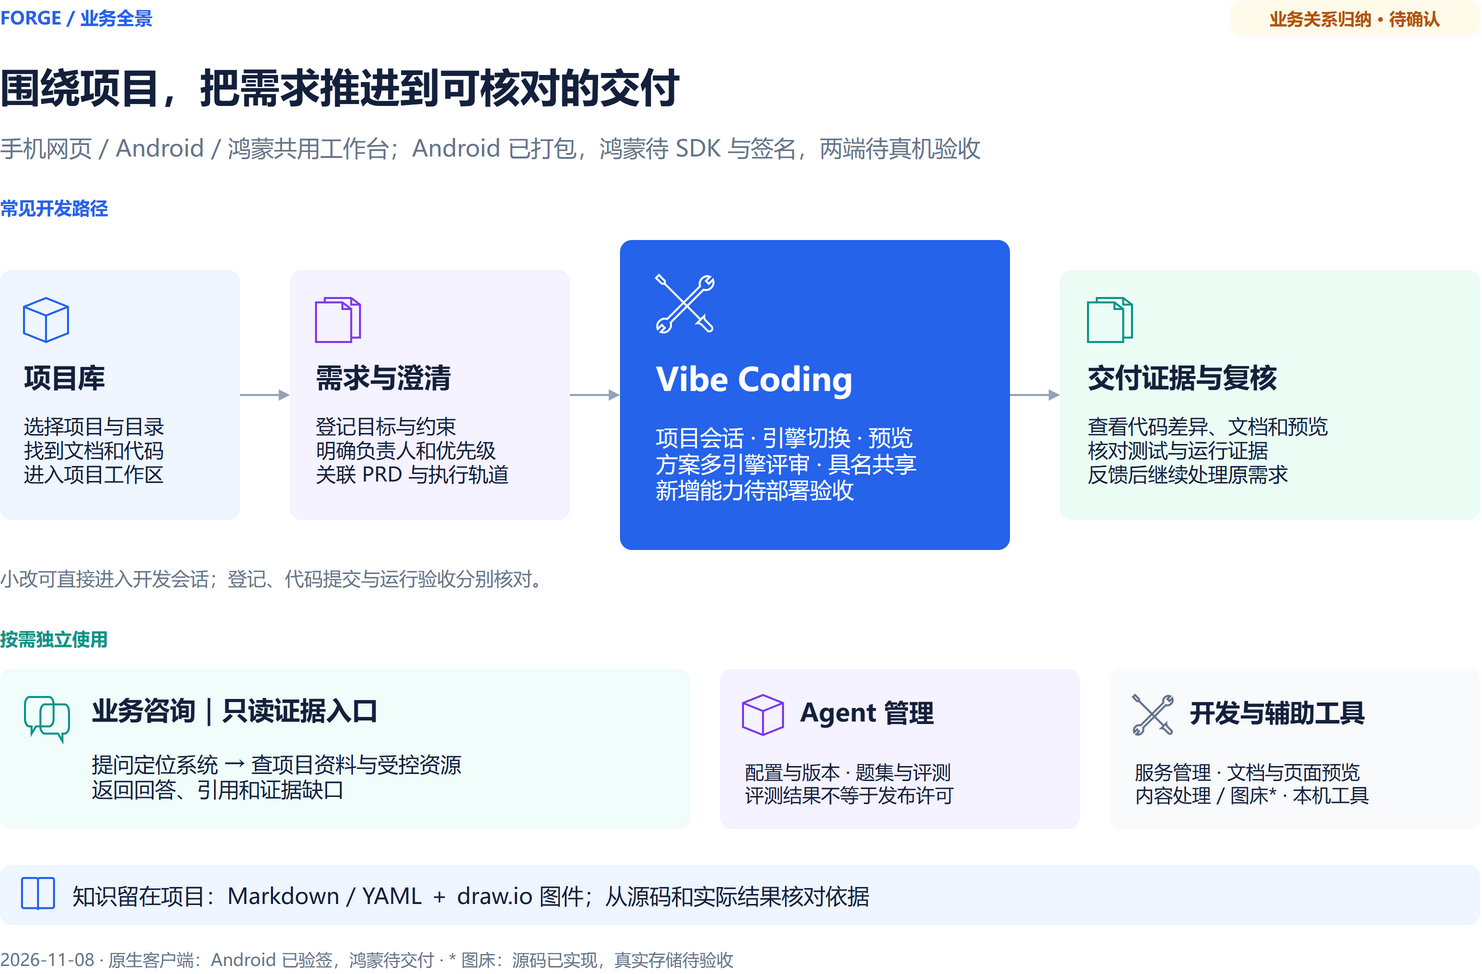 FORGE / 业务全景
业务关系归纳 • 待确认
围绕项目，把需求推进到可核对的交付
手机网页 / Android / 鸿蒙共用工作台；Android 已打包，鸿蒙待 SDK 与签名，两端待真机验收
常见开发路径
项目库
选择项目与目录
找到文档和代码
进入项目工作区
需求与澄清
登记目标与约束
明确负责人和优先级
关联 PRD 与执行轨道
Vibe Coding
项目会话 · 引擎切换 · 预览
方案多引擎评审 · 具名共享
新增能力待部署验收
交付证据与复核
查看代码差异、文档和预览
核对测试与运行证据
反馈后继续处理原需求
小改可直接进入开发会话；登记、代码提交与运行验收分别核对。
按需独立使用
业务咨询｜只读证据入口
提问定位系统 → 查项目资料与受控资源
返回回答、引用和证据缺口
Agent 管理
配置与版本 · 题集与评测
评测结果不等于发布许可
开发与辅助工具
服务管理 · 文档与页面预览
内容处理 / 图床* · 本机工具
知识留在项目：Markdown / YAML + draw.io 图件；从源码和实际结果核对依据
2026-11-08 · 原生客户端：Android 已验签，鸿蒙待交付 · * 图床：源码已实现，真实存储待验收